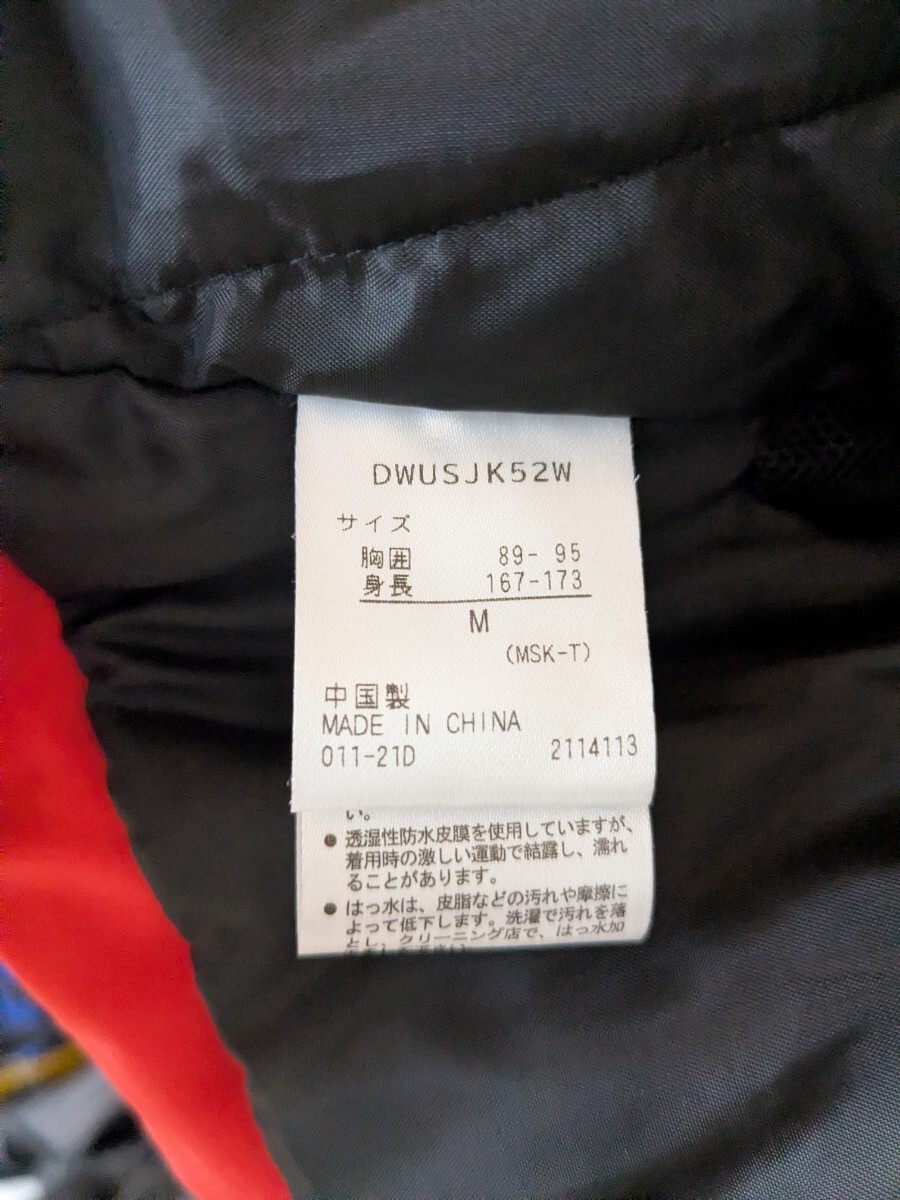 DWUSJK52W
サイズ
胸囲 89- 95
身長 167-173
M
(MSK-T)
中国製
MADE IN CHINA
011-21D 2114113
い。
● 透湿性防水皮膜を使用していますが、
着用時の激しい運動で結露し、濡れ
ることがあります。
● はっ水は、皮脂などの汚れや摩擦に
よって低下します。洗濯で汚れを落
とし、クリーニング店で、はっ水加